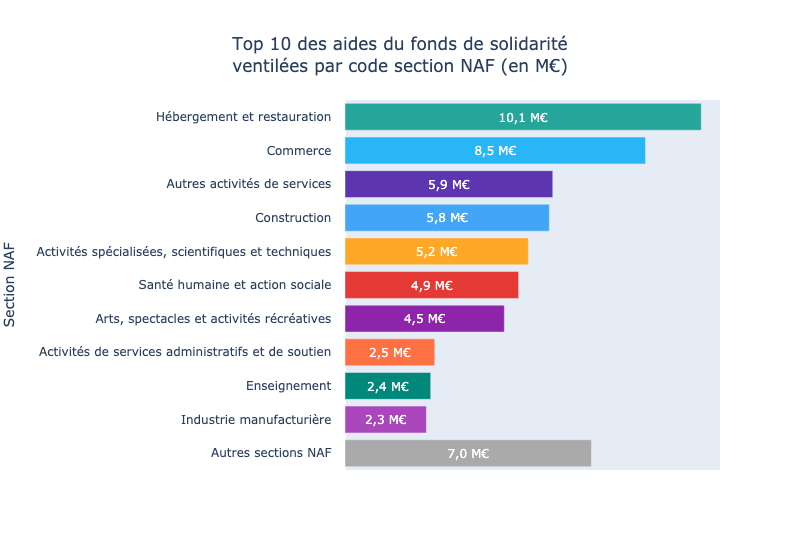 Top 10 des aides du fonds de solidarité
ventilées par code section NAF (en M€)
Section NAF
Hébergement et restauration 10,1 M€
Commerce 8,5 M€
Autres activités de services 5,9 M€
Construction 5,8 M€
Activités spécialisées, scientifiques et techniques 5,2 M€
Santé humaine et action sociale 4,9 M€
Arts, spectacles et activités récréatives 4,5 M€
Activités de services administratifs et de soutien 2,5 M€
Enseignement 2,4 M€
Industrie manufacturière 2,3 M€
Autres sections NAF 7,0 M€